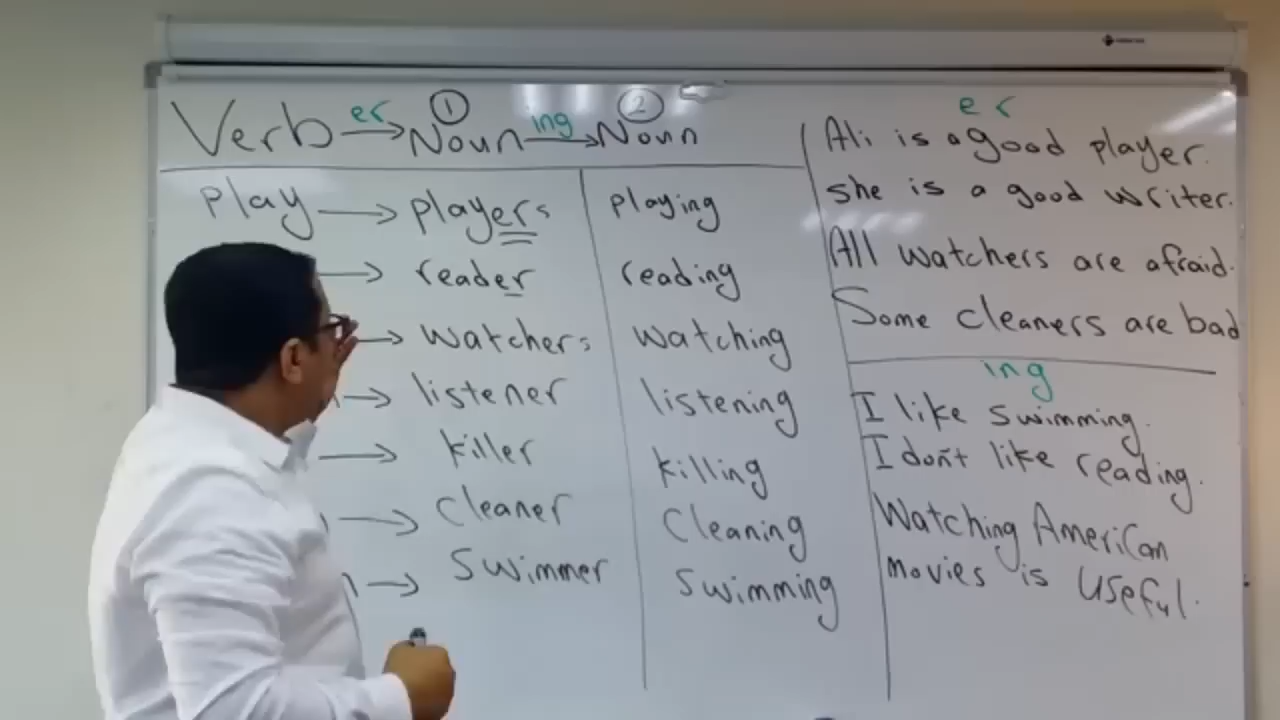 er ① ing ②
Verb → Noun → Noun
play → players playing
→ reader reading
→ watchers watching
→ listener listening
→ killer killing
→ cleaner Cleaning
→ Swimmer Swimming
er
Ali is a good player.
she is a good writer.
All watchers are afraid.
Some cleaners are bad
ing
I like swimming.
I don't like reading.
Watching American
movies is useful.